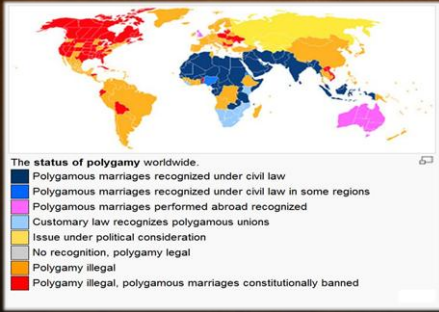 The status of polygamy worldwide.
Polygamous marriages recognized under civil law
Polygamous marriages recognized under civil law in some regions
Polygamous marriages performed abroad recognized
Customary law recognizes polygamous unions
Issue under political consideration
No recognition, polygamy legal
Polygamy illegal
Polygamy illegal, polygamous marriages constitutionally banned